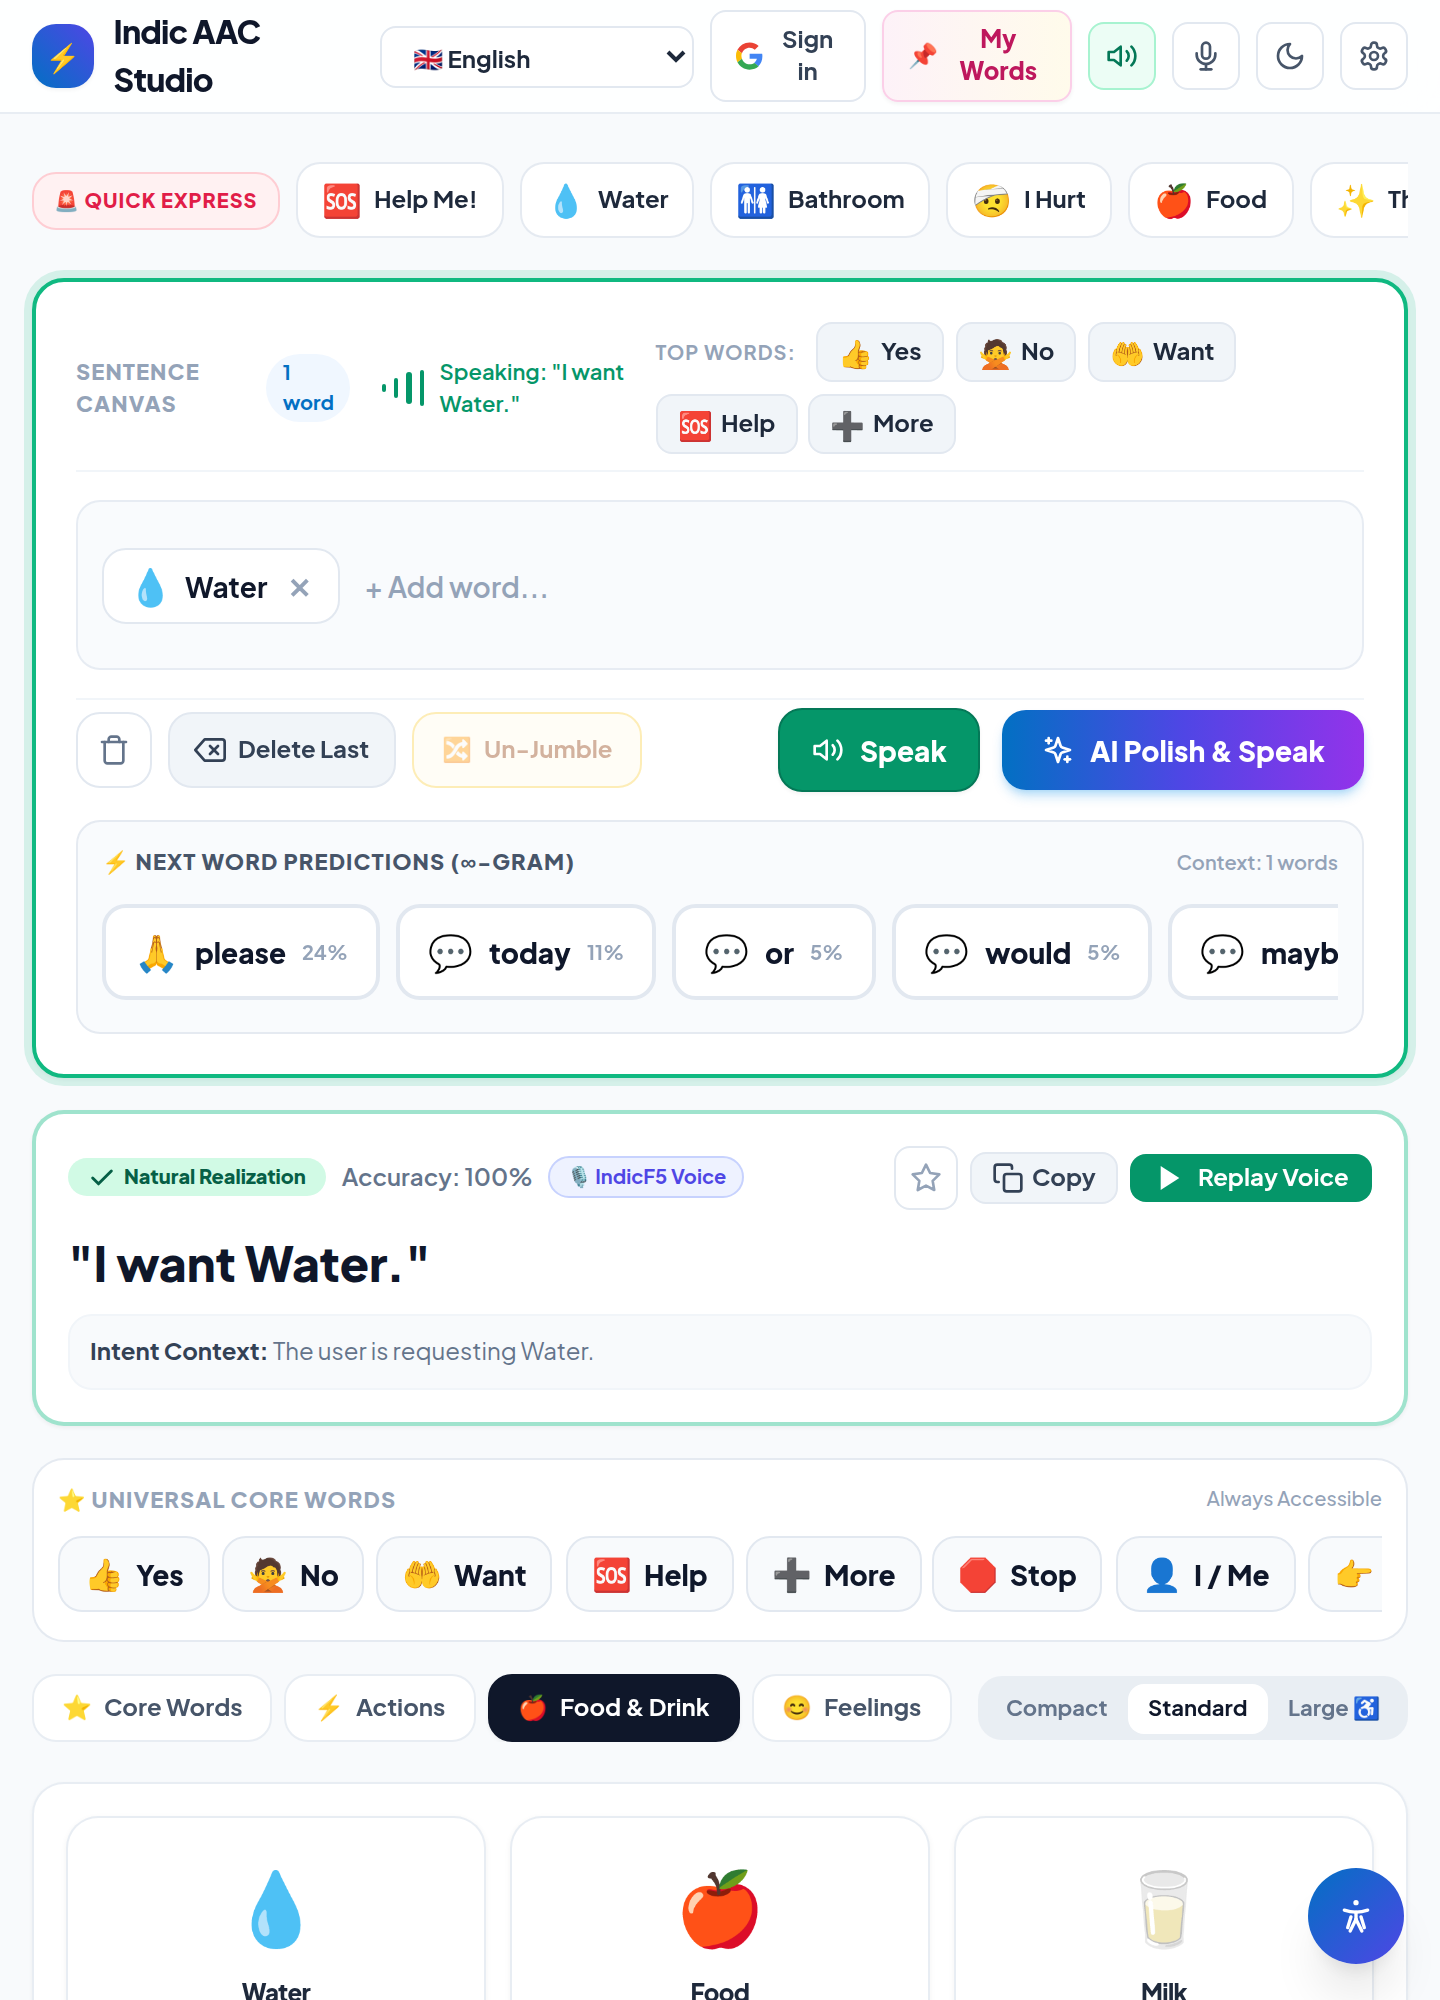 Indic AAC
Studio
English
Sign
in
My
Words
QUICK EXPRESS
Help Me!
Water
Bathroom
I Hurt
Food
SENTENCE
CANVAS
1
word
Speaking: "I want
Water."
TOP WORDS:
Yes
No
Want
Help
More
Water
+ Add word...
Delete Last
Un-Jumble
Speak
AI Polish & Speak
NEXT WORD PREDICTIONS (∞-GRAM)
Context: 1 words
please 24%
today 11%
or 5%
would 5%
mayb
Natural Realization
Accuracy: 100%
IndicF5 Voice
Copy
Replay Voice
"I want Water."
Intent Context: The user is requesting Water.
UNIVERSAL CORE WORDS
Always Accessible
Yes
No
Want
Help
More
Stop
I / Me
Core Words
Actions
Food & Drink
Feelings
Compact
Standard
Large
Water
Food
Milk